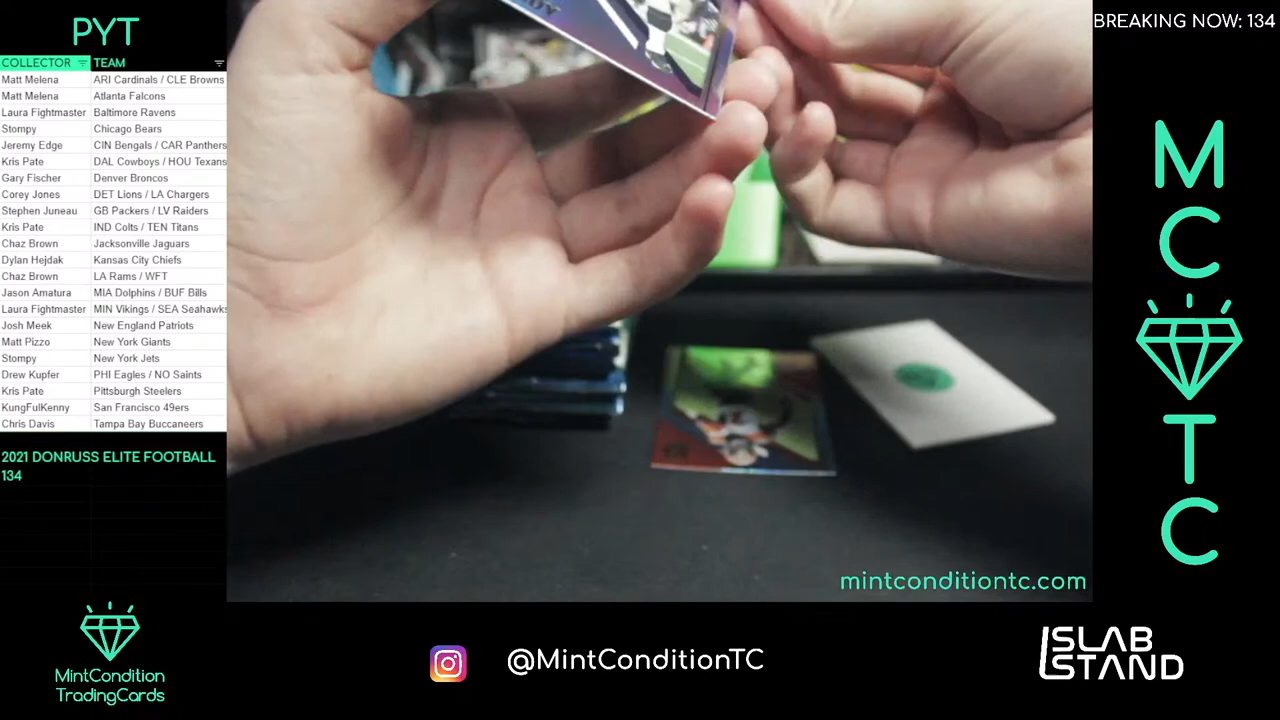 PYT
COLLECTOR TEAM
Matt Melena ARI Cardinals / CLE Browns
Matt Melena Atlanta Falcons
Laura Fightmaster Baltimore Ravens
Stompy Chicago Bears
Jeremy Edge CIN Bengals / CAR Panthers
Kris Pate DAL Cowboys / HOU Texans
Gary Fischer Denver Broncos
Corey Jones DET Lions / LA Chargers
Stephen Juneau GB Packers / LV Raiders
Kris Pate IND Colts / TEN Titans
Chaz Brown Jacksonville Jaguars
Dylan Hejdak Kansas City Chiefs
Chaz Brown LA Rams / WFT
Jason Amatura MIA Dolphins / BUF Bills
Laura Fightmaster MIN Vikings / SEA Seahawks
Josh Meek New England Patriots
Matt Pizzo New York Giants
Stompy New York Jets
Drew Kupfer PHI Eagles / NO Saints
Kris Pate Pittsburgh Steelers
KungFulKenny San Francisco 49ers
Chris Davis Tampa Bay Buccaneers
2021 DONRUSS ELITE FOOTBALL
134
MintCondition
TradingCards
@MintConditionTC
mintconditiontc.com
BREAKING NOW: 134
M
C
T
C
SLAB
STAND